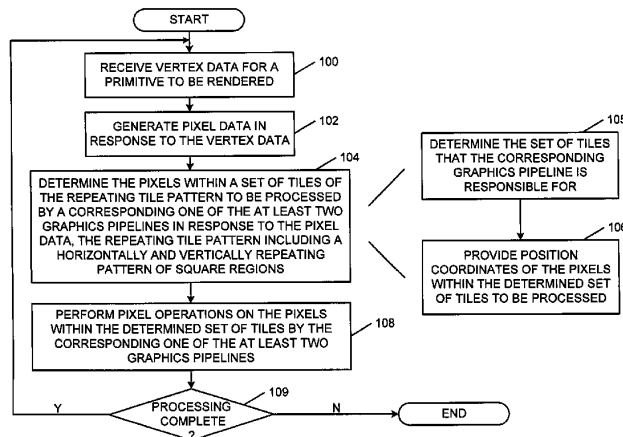 START
RECEIVE VERTEX DATA FOR A
PRIMITIVE TO BE RENDERED
100
GENERATE PIXEL DATA IN
RESPONSE TO THE VERTEX DATA
102
104
DETERMINE THE PIXELS WITHIN A SET OF TILES OF
THE REPEATING TILE PATTERN TO BE PROCESSED
BY A CORRESPONDING ONE OF THE AT LEAST TWO
GRAPHICS PIPELINES IN RESPONSE TO THE PIXEL
DATA, THE REPEATING TILE PATTERN INCLUDING A
HORIZONTALLY AND VERTICALLY REPEATING
PATTERN OF SQUARE REGIONS
105
DETERMINE THE SET OF TILES
THAT THE CORRESPONDING
GRAPHICS PIPELINE IS
RESPONSIBLE FOR
106
PROVIDE POSITION
COORDINATES OF THE PIXELS
WITHIN THE DETERMINED SET
OF TILES TO BE PROCESSED
PERFORM PIXEL OPERATIONS ON THE PIXELS
WITHIN THE DETERMINED SET OF TILES BY THE
CORRESPONDING ONE OF THE AT LEAST TWO
GRAPHICS PIPELINES
108
109
PROCESSING
COMPLETE
?
Y
N
END